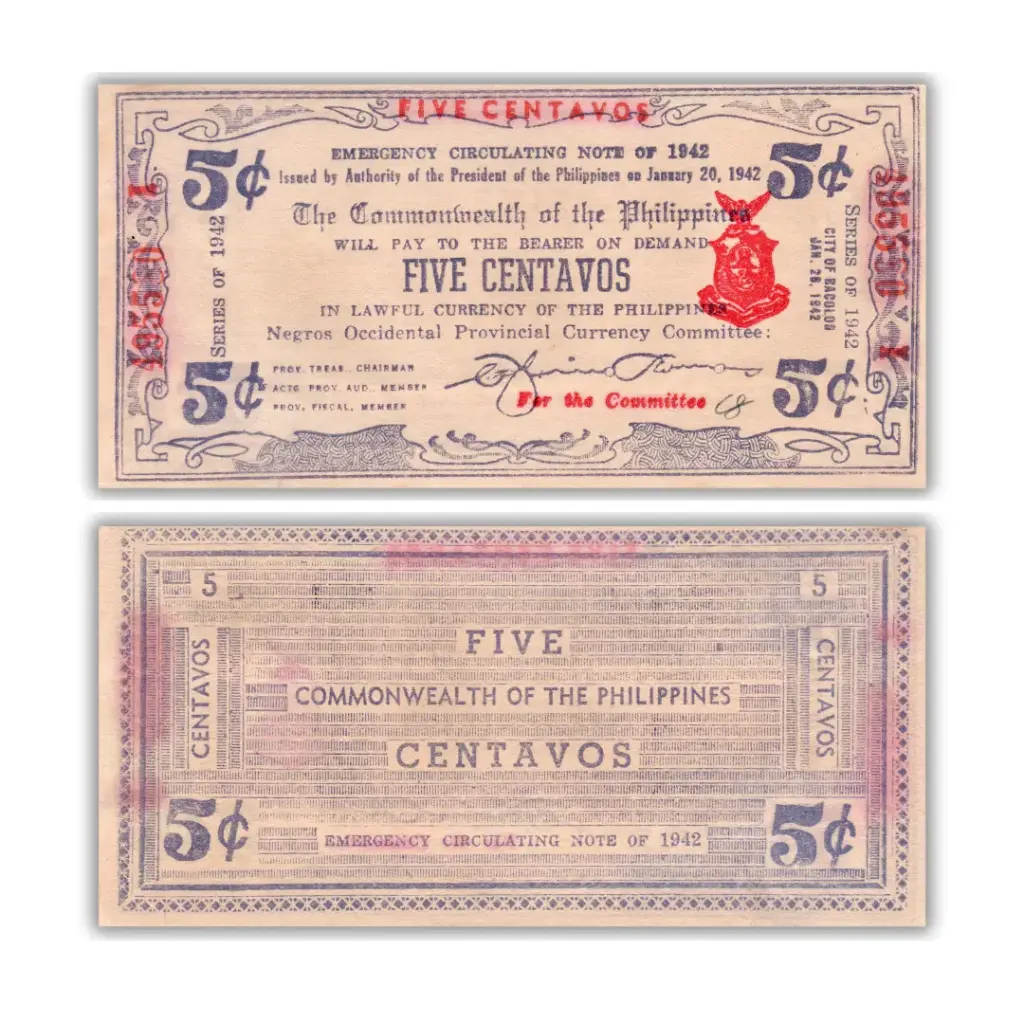 FIVE CENTAVOS
5¢
EMERGENCY CIRCULATING NOTE OF 1942
Issued by Authority of the President of the Philippines on January 20, 1942
5¢
The Commonwealth of the Philippines
WILL PAY TO THE BEARER ON DEMAND
FIVE CENTAVOS
IN LAWFUL CURRENCY OF THE PHILIPPINES
Negros Occidental Provincial Currency Committee:
SERIES OF 1942
CITY OF BACOLOD
JAN. 26, 1942
SERIES OF 1942
5¢
PROV. TREAS., CHAIRMAN
ACTG. PROV. AUD., MEMBER
PROV. FISCAL, MEMBER
For the Committee
5¢
5
5
FIVE
CENTAVOS
COMMONWEALTH OF THE PHILIPPINES
CENTAVOS
CENTAVOS
5¢
EMERGENCY CIRCULATING NOTE OF 1942
5¢